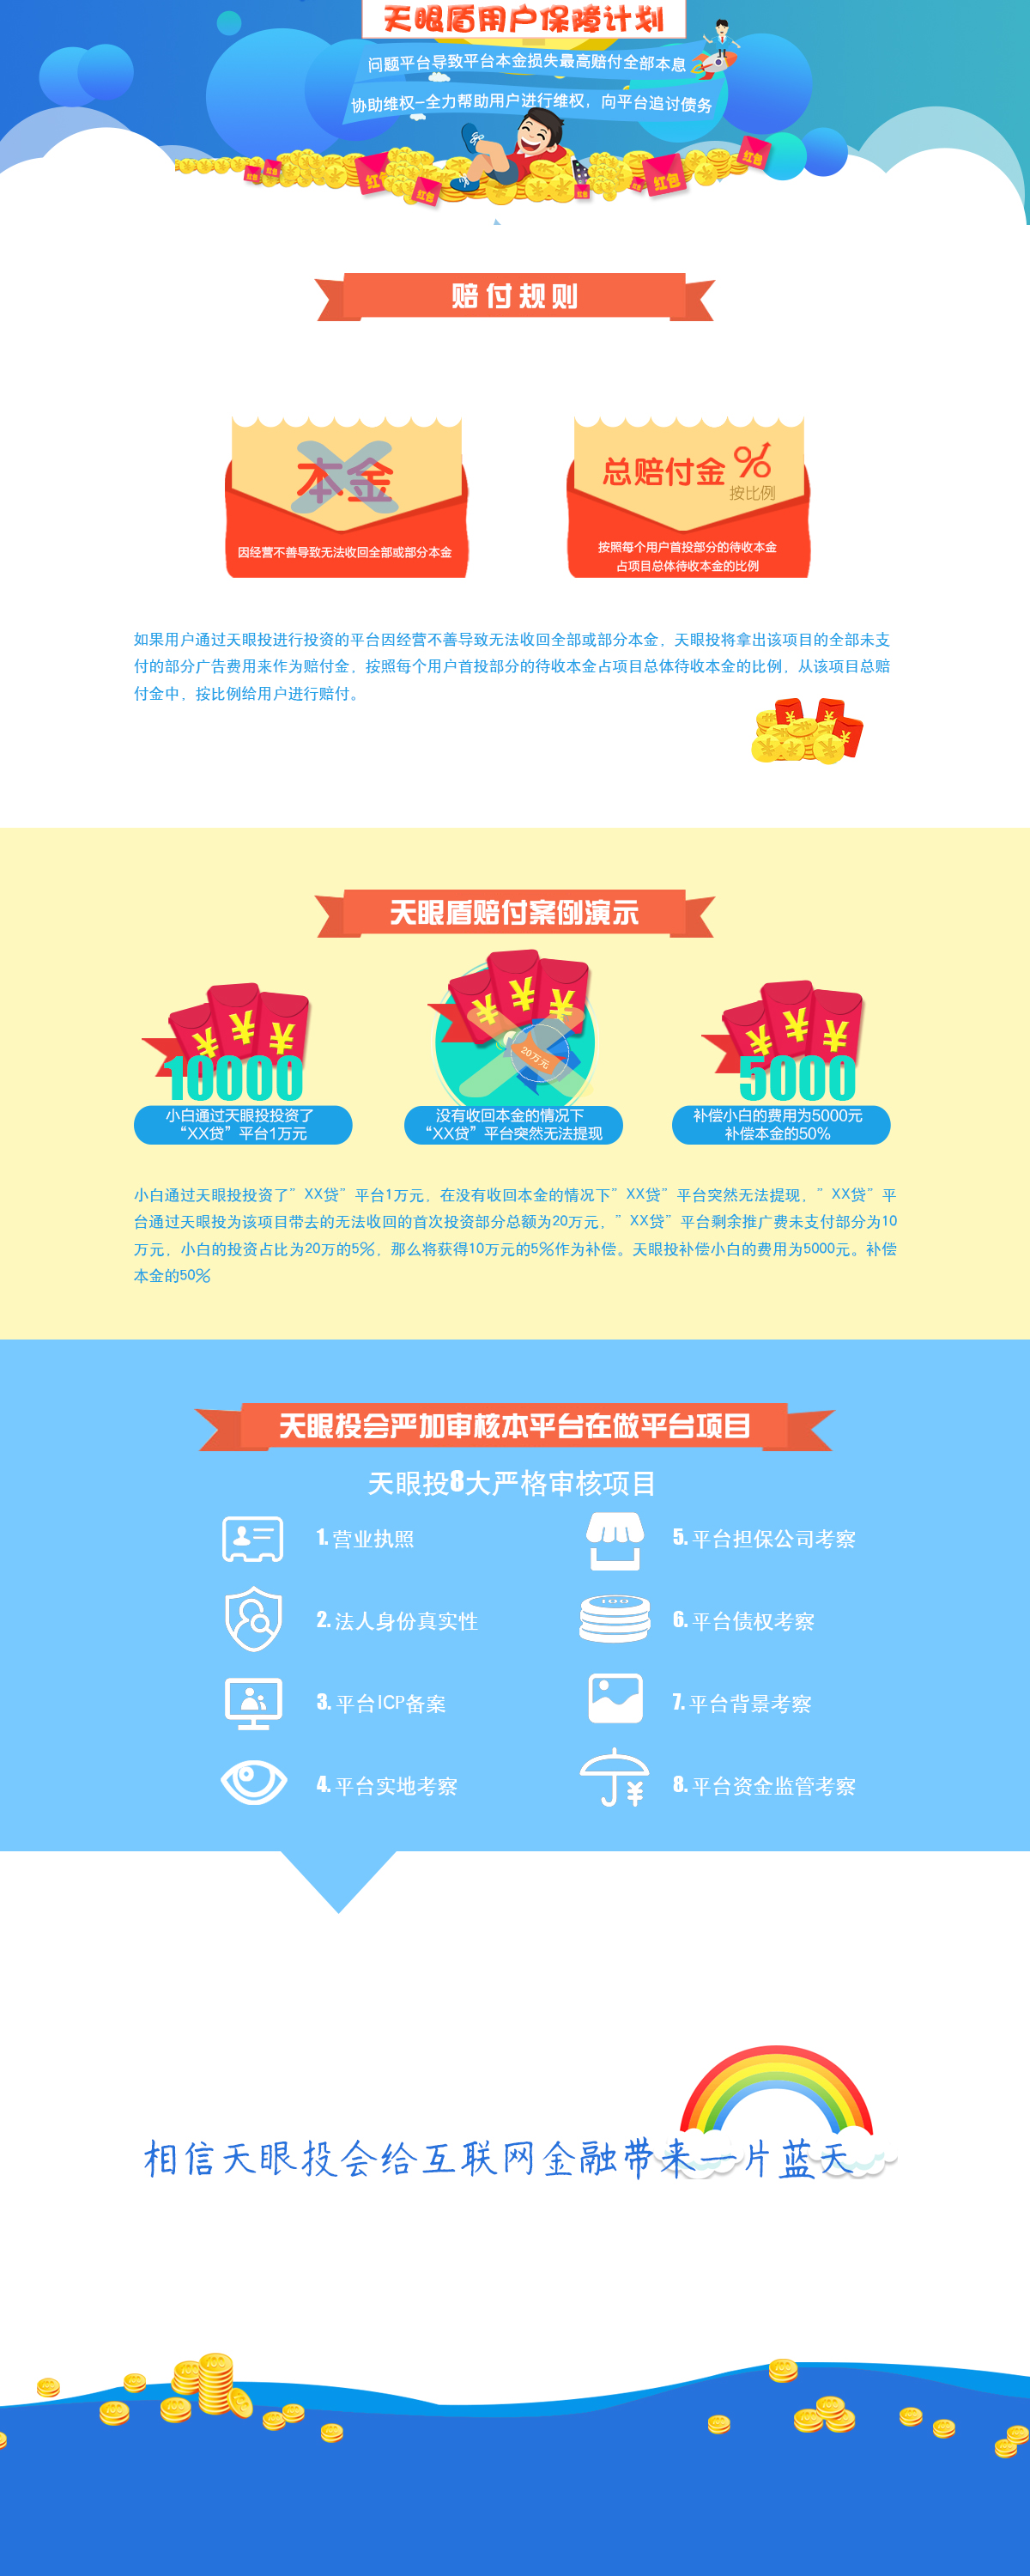 天眼盾用户保障计划
问题平台导致平台本金损失最高赔付全部本息
协助维权-全力帮助用户进行维权，向平台追讨债务
红包
红包
红包
红包
红包
红包
红包
红包
赔付规则
本金
因经营不善导致无法收回全部或部分本金
总赔付金
按比例
按照每个用户首投部分的待收本金
占项目总体待收本金的比例
如果用户通过天眼投进行投资的平台因经营不善导致无法收回全部或部分本金，天眼投将拿出该项目的全部未支
付的部分广告费用来作为赔付金，按照每个用户首投部分的待收本金占项目总体待收本金的比例，从该项目总赔
付金中，按比例给用户进行赔付。
天眼盾赔付案例演示
10000
小白通过天眼投投资了
“XX贷”平台1万元
20万元
没有收回本金的情况下
“XX贷”平台突然无法提现
5000
补偿小白的费用为5000元
补偿本金的50%
小白通过天眼投投资了”XX贷”平台1万元，在没有收回本金的情况下”XX贷”平台突然无法提现，”XX贷”平
台通过天眼投为该项目带去的无法收回的首次投资部分总额为20万元，”XX贷”平台剩余推广费未支付部分为10
万元，小白的投资占比为20万的5%，那么将获得10万元的5%作为补偿。天眼投补偿小白的费用为5000元。补偿
本金的50%
天眼投会严加审核本平台在做平台项目
天眼投8大严格审核项目
1.营业执照
2.法人身份真实性
3.平台ICP备案
4.平台实地考察
5.平台担保公司考察
100
6.平台债权考察
7.平台背景考察
8.平台资金监管考察
相信天眼投会给互联网金融带来一片蓝天